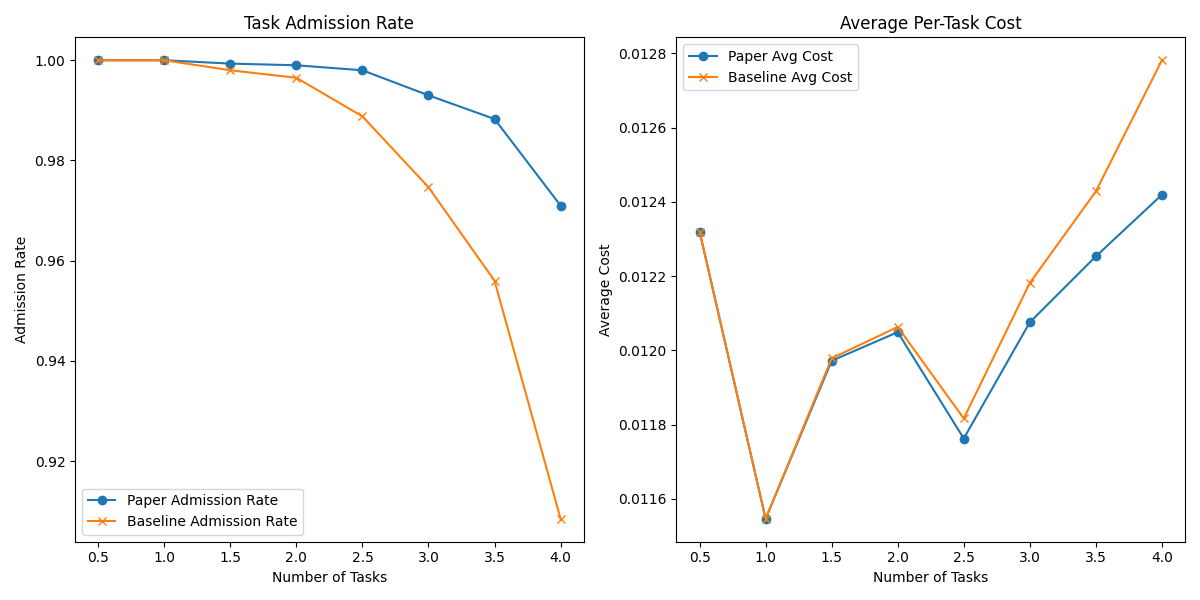 Task Admission Rate
1.00
0.98
0.96
0.94
0.92
Admission Rate
Paper Admission Rate
Baseline Admission Rate
0.5 1.0 1.5 2.0 2.5 3.0 3.5 4.0
Number of Tasks
Average Per-Task Cost
Paper Avg Cost
Baseline Avg Cost
0.0128
0.0126
0.0124
0.0122
0.0120
0.0118
0.0116
Average Cost
0.5 1.0 1.5 2.0 2.5 3.0 3.5 4.0
Number of Tasks